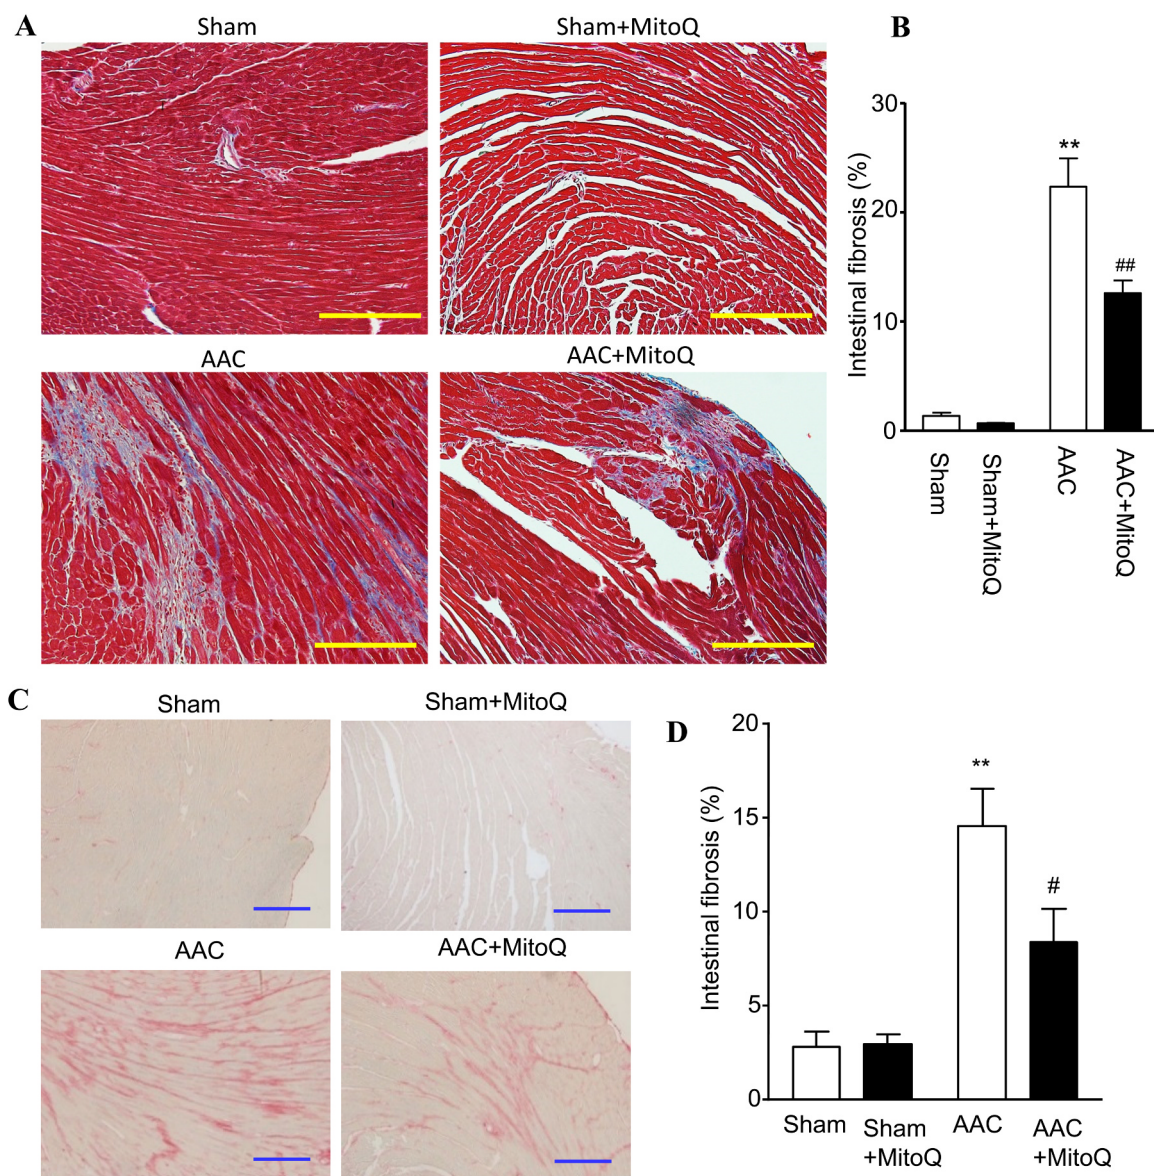 A
Sham
Sham+MitoQ
AAC
AAC+MitoQ
B
Intestinal fibrosis (%)
30
20
10
0
**
##
Sham
Sham+MitoQ
AAC
AAC+MitoQ
C
Sham
Sham+MitoQ
AAC
AAC+MitoQ
D
Intestinal fibrosis (%)
20
15
10
5
0
**
#
Sham
Sham
+MitoQ
AAC
AAC
+MitoQ